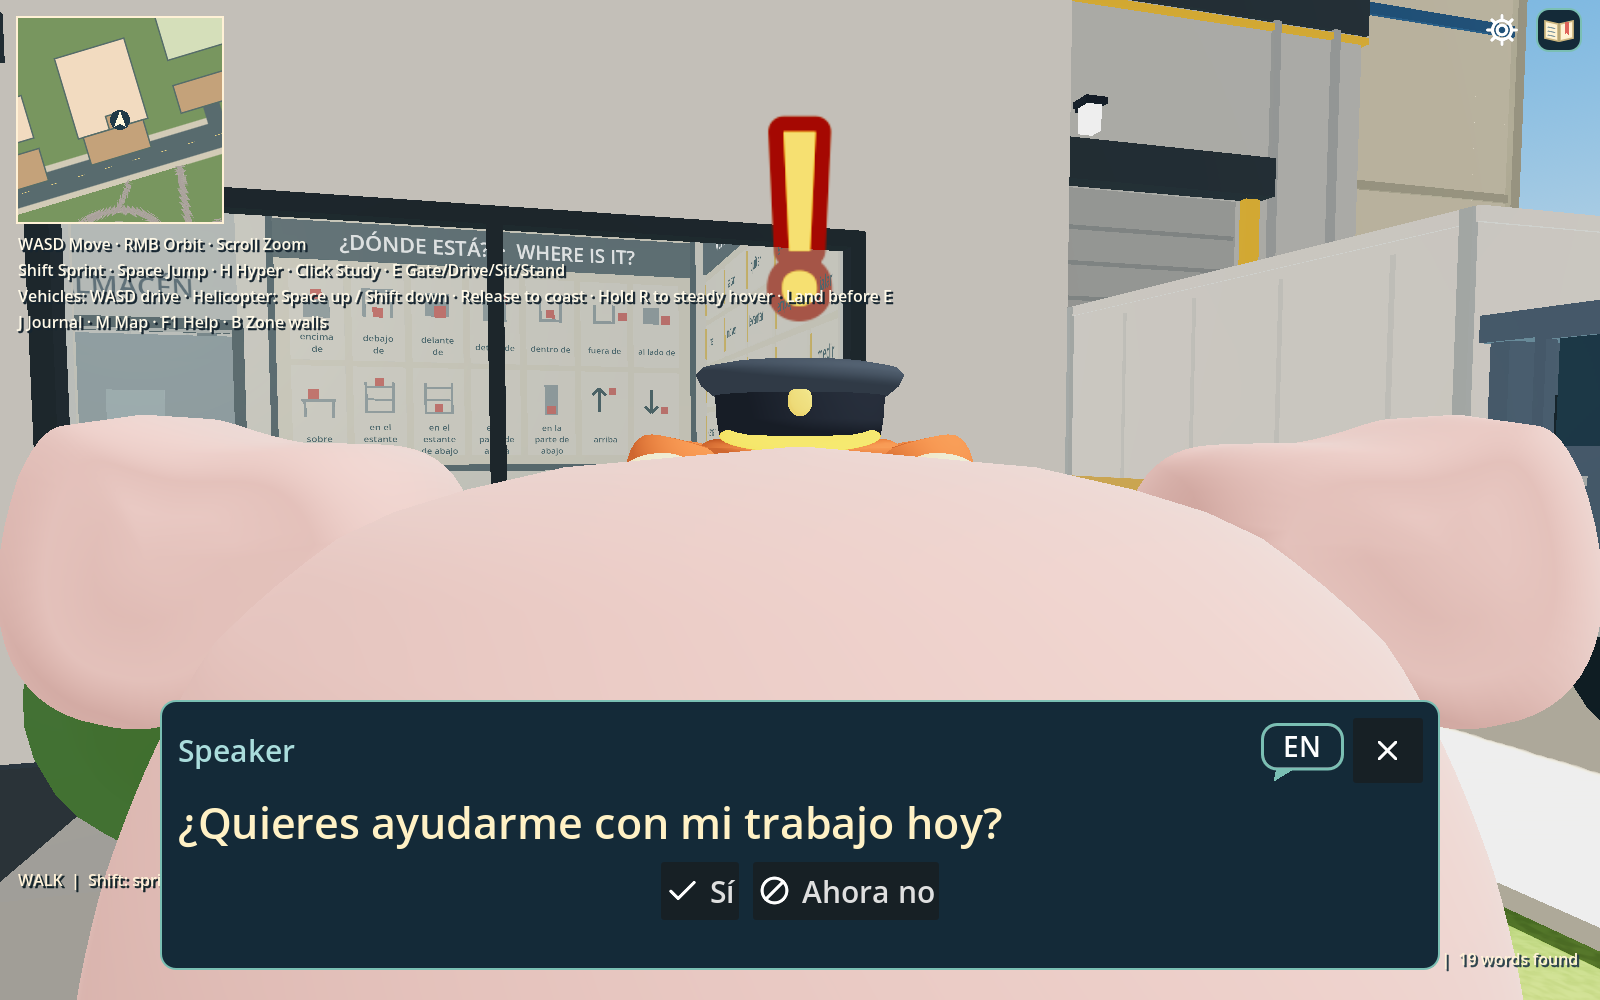 WASD Move · RMB Orbit · Scroll Zoom
Shift Sprint · Space Jump · H Hyper · Click Study · E Gate/Drive/Sit/Stand
Vehicles: WASD drive · Helicopter: Space up / Shift down · Release to coast · Hold R to steady hover · Land before E
J Journal · M Map · F1 Help · B Zone walls
¿DÓNDE ESTÁ? · WHERE IS IT?
encima de
debajo de
delante de
dentro de
fuera de
al lado de
sobre
en el estante
en el estante de abajo
en la parte de abajo
arriba
WALK | Shift:
Speaker
EN
¿Quieres ayudarme con mi trabajo hoy?
Sí
Ahora no
| 19 words found